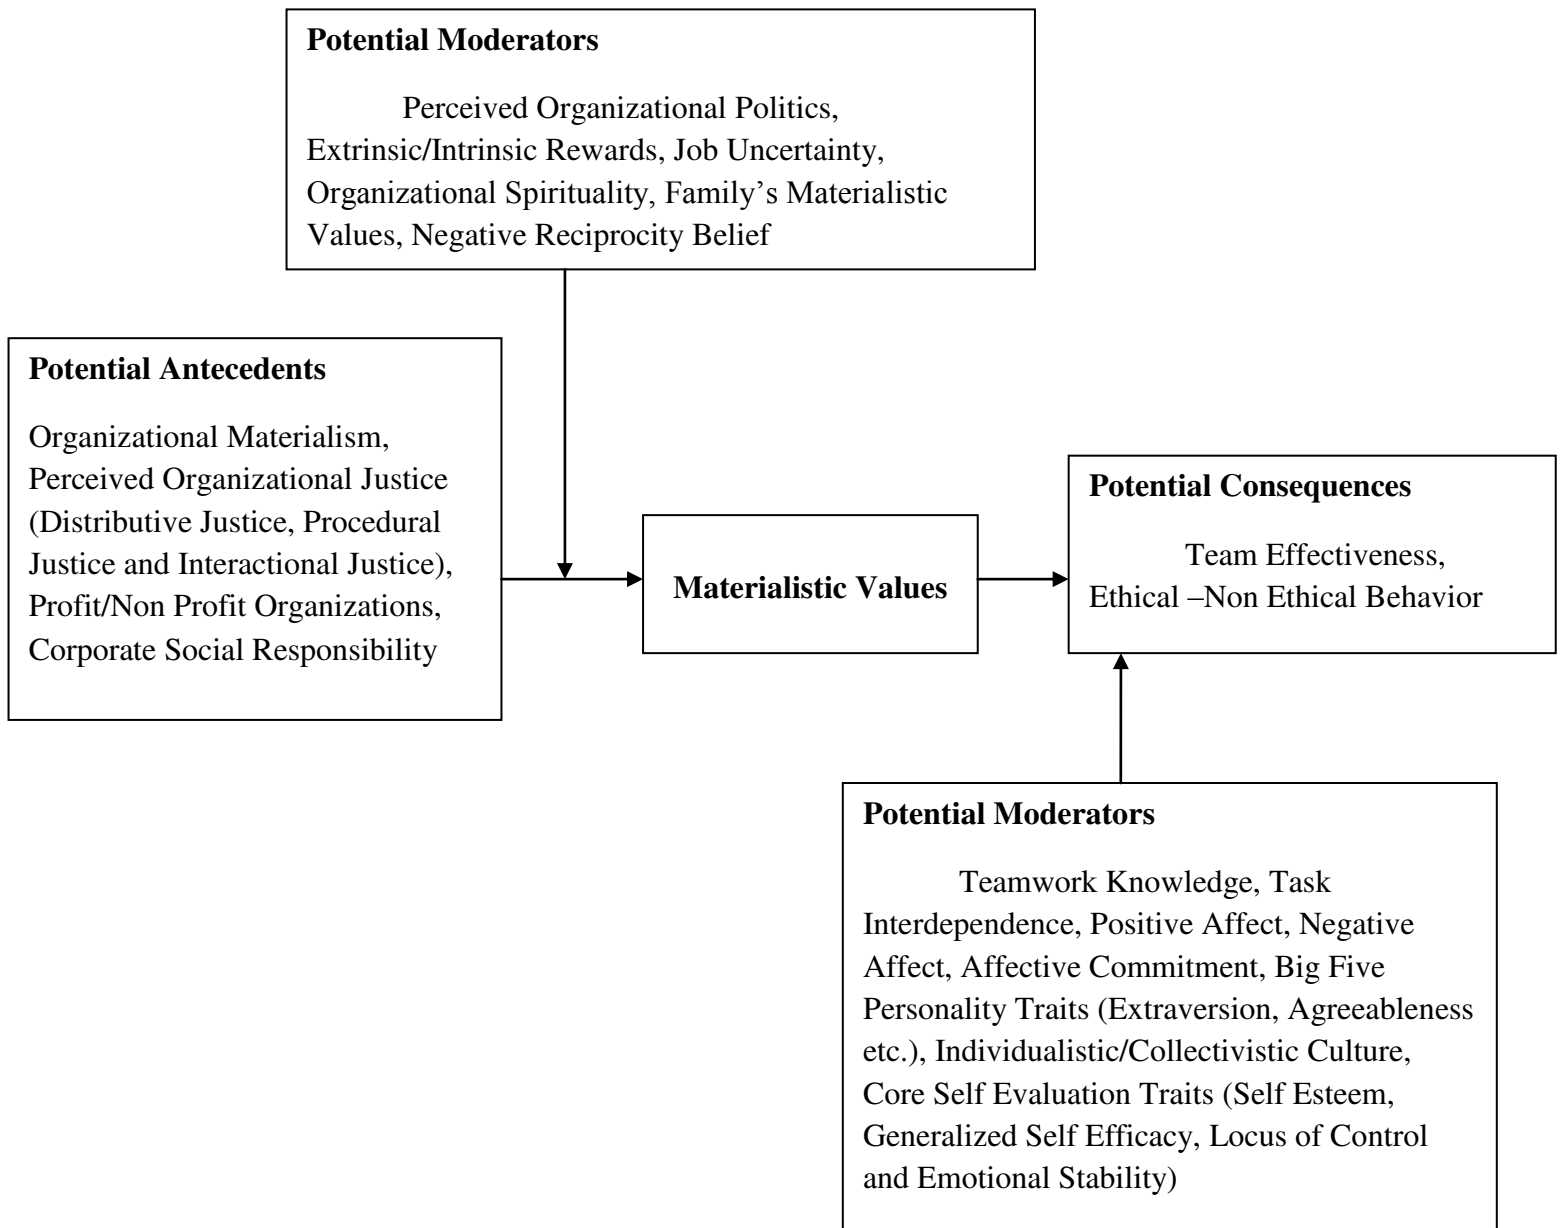 Potential Moderators
Perceived Organizational Politics,
Extrinsic/Intrinsic Rewards, Job Uncertainty,
Organizational Spirituality, Family’s Materialistic
Values, Negative Reciprocity Belief
Potential Antecedents
Organizational Materialism,
Perceived Organizational Justice
(Distributive Justice, Procedural
Justice and Interactional Justice),
Profit/Non Profit Organizations,
Corporate Social Responsibility
Materialistic Values
Potential Consequences
Team Effectiveness,
Ethical –Non Ethical Behavior
Potential Moderators
Teamwork Knowledge, Task
Interdependence, Positive Affect, Negative
Affect, Affective Commitment, Big Five
Personality Traits (Extraversion, Agreeableness
etc.), Individualistic/Collectivistic Culture,
Core Self Evaluation Traits (Self Esteem,
Generalized Self Efficacy, Locus of Control
and Emotional Stability)